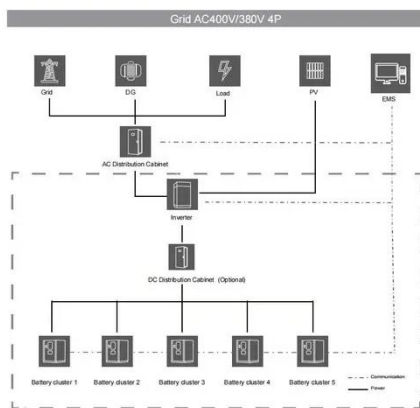 Grid AC400V/380V 4P
Grid
DG
Load
PV
EMS
AC Distribution Cabinet
Inverter
DC Distribution Cabinet (Optional)
Battery cluster 1
Battery cluster 2
Battery cluster 3
Battery cluster 4
Battery cluster 5
Communication
Power